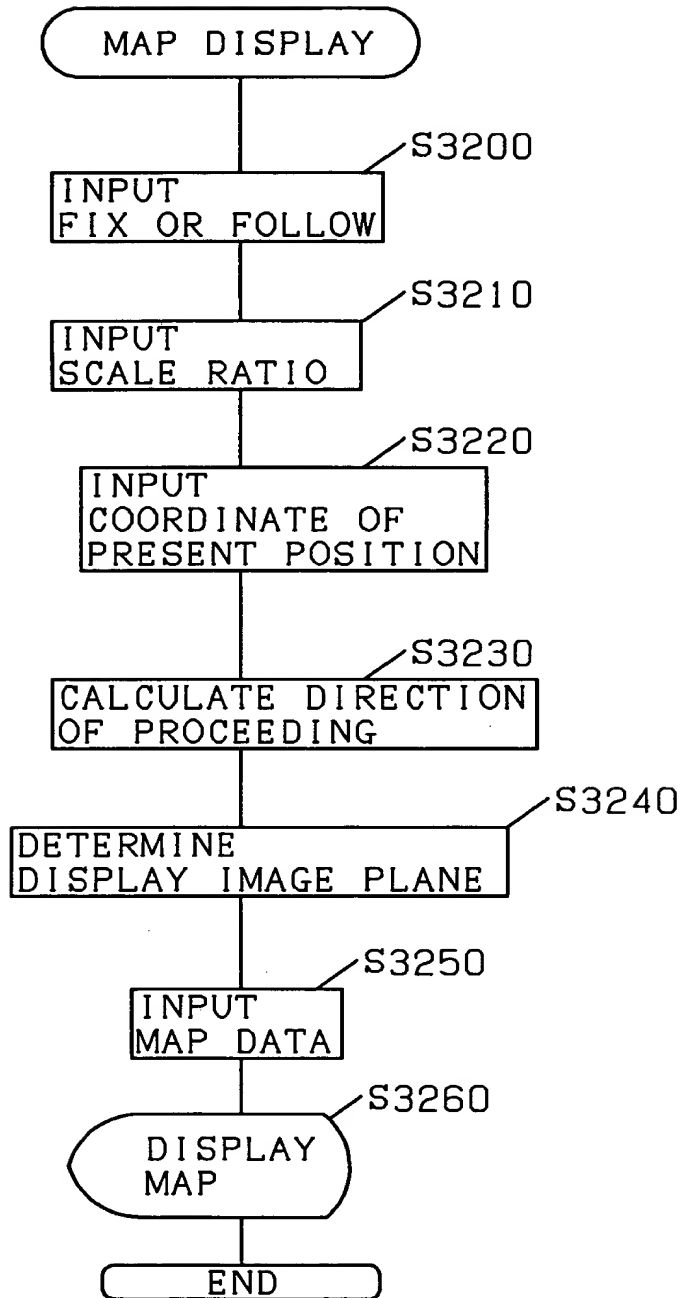 MAP DISPLAY
S3200
INPUT
FIX OR FOLLOW
S3210
INPUT
SCALE RATIO
S3220
INPUT
COORDINATE OF
PRESENT POSITION
S3230
CALCULATE DIRECTION
OF PROCEEDING
S3240
DETERMINE
DISPLAY IMAGE PLANE
S3250
INPUT
MAP DATA
S3260
DISPLAY
MAP
END